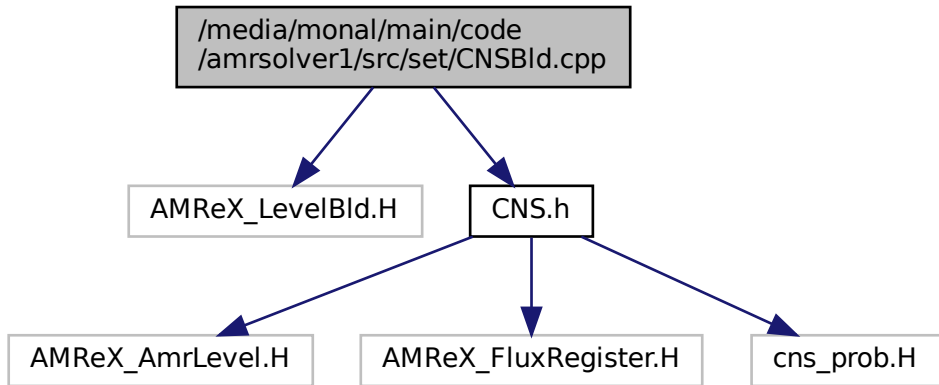 /media/monal/main/code
/amrsolver1/src/set/CNSBld.cpp
AMReX_LevelBld.H
CNS.h
AMReX_AmrLevel.H
AMReX_FluxRegister.H
cns_prob.H